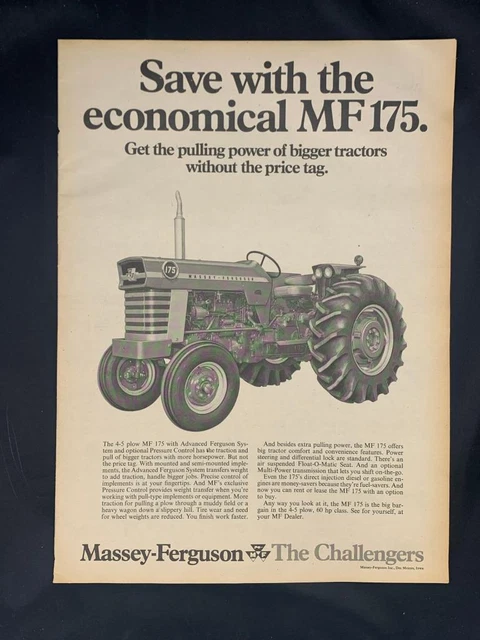 Save with the
economical MF 175.
Get the pulling power of bigger tractors
without the price tag.
175
MASSEY-FERGUSON
The 4-5 plow MF 175 with Advanced Ferguson Sys-
tem and optional Pressure Control has the traction and
pull of bigger tractors with more horsepower. But not
the price tag. With mounted and semi-mounted imple-
ments, the Advanced Ferguson System transfers weight
to add traction, handle bigger jobs. Precise control of
implements is at your fingertips. And MF's exclusive
Pressure Control provides weight transfer when you're
working with pull-type implements or equipment. More
traction for pulling a plow through a muddy field or a
heavy wagon down a slippery hill. Tire wear and need
for wheel weights are reduced. You finish work faster.
And besides extra pulling power, the MF 175 offers
big tractor comfort and convenience features. Power
steering and differential lock are standard. There's an
air suspended Float-O-Matic Seat. And an optional
Multi-Power transmission that lets you shift on-the-go.
Even the 175's direct injection diesel or gasoline en-
gines are money-savers because they're fuel-savers. And
now you can rent or lease the MF 175 with an option
to buy.
Any way you look at it, the MF 175 is the big bar-
gain in the 4-5 plow, 60 hp class. See for yourself, at
your MF Dealer.
Massey-Ferguson The Challengers
Massey-Ferguson Inc., Des Moines, Iowa